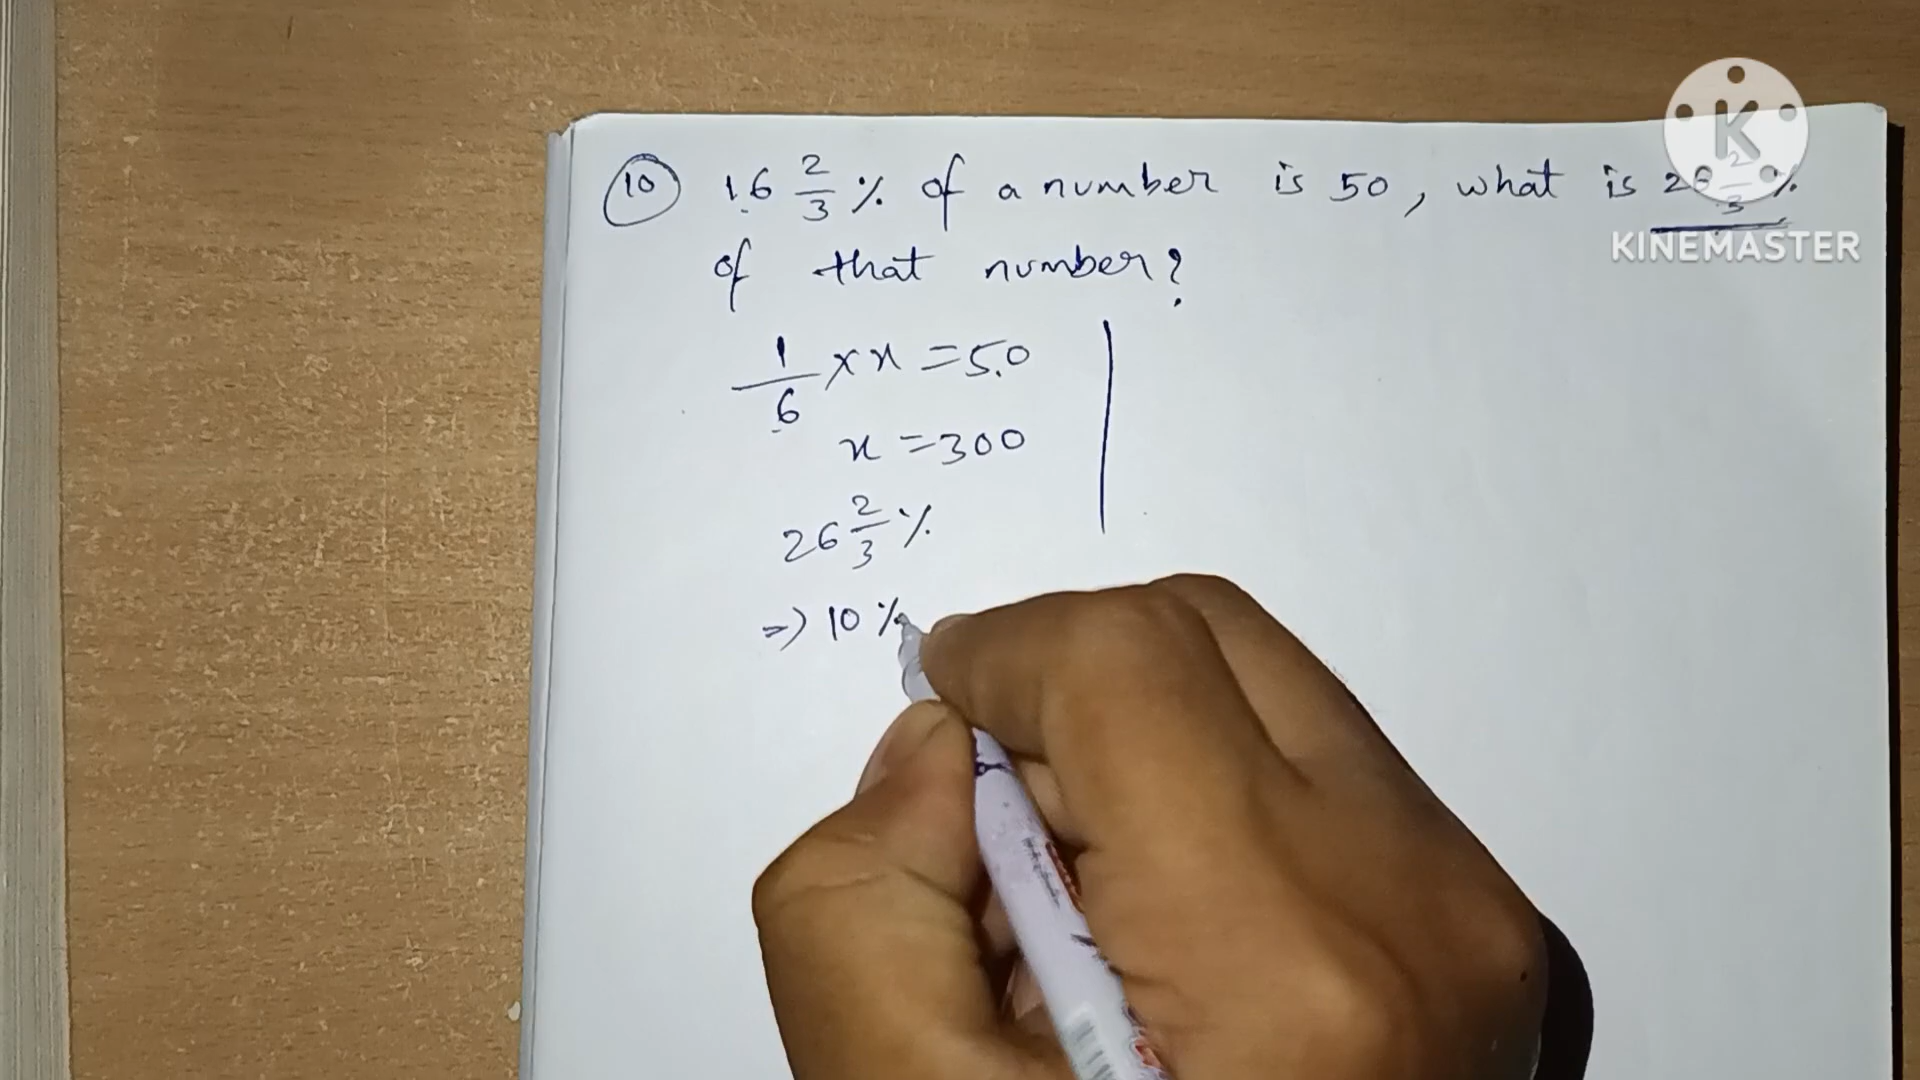 10 16 2/3 % of a number is 50, what is 26 2/3 %
of that number?
1/6 × x = 50
x = 300
26 2/3 %
=> 10 %
K
KINEMASTER